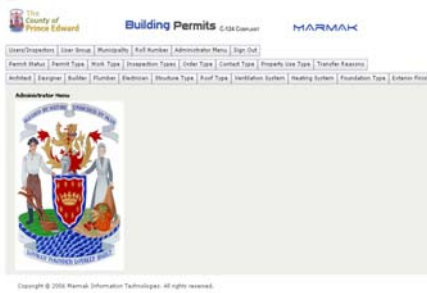 The
County of
Prince Edward
Building Permits
MARMAK
Users/Inspectors User Group Municipality Roll Number Administrator Menu Sign Out
Permit Status Permit Type Work Type Inspection Types Order Type Contact Type Property Use Type Transfer Reasons
Architect Designer Builder Plumber Electrician Structure Type Roof Type Ventilation System Heating System Foundation Type Exterior Finish
Administrator Home
Copyright © 2006 Marmak Information Technologies. All rights reserved.